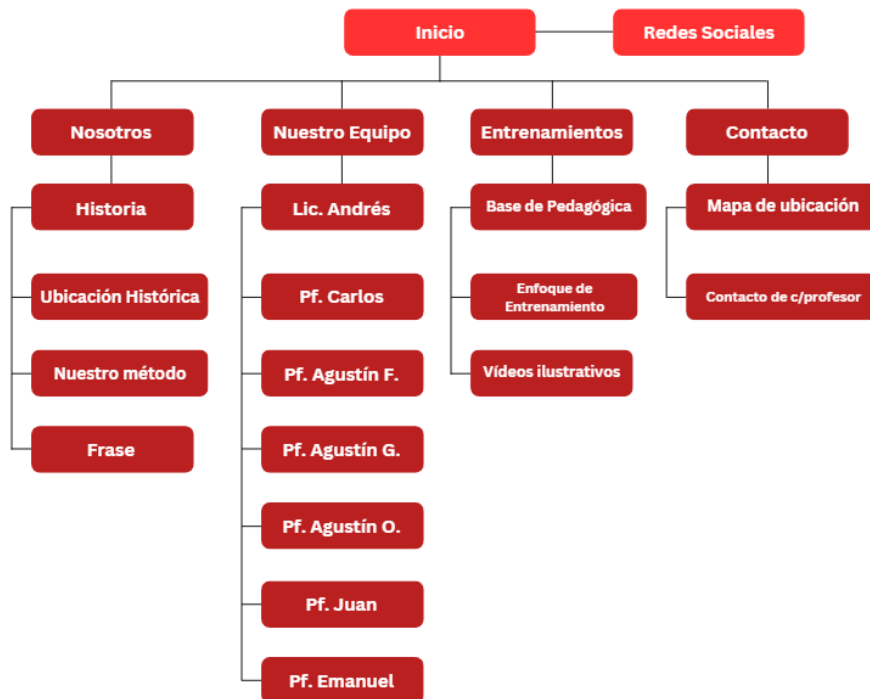 Inicio
Redes Sociales
Nosotros
Nuestro Equipo
Entrenamientos
Contacto
Historia
Lic. Andrés
Base de Pedagógica
Mapa de ubicación
Ubicación Histórica
Pf. Carlos
Enfoque de
Entrenamiento
Contacto de c/profesor
Nuestro método
Pf. Agustín F.
Vídeos ilustrativos
Frase
Pf. Agustín G.
Pf. Agustín O.
Pf. Juan
Pf. Emanuel